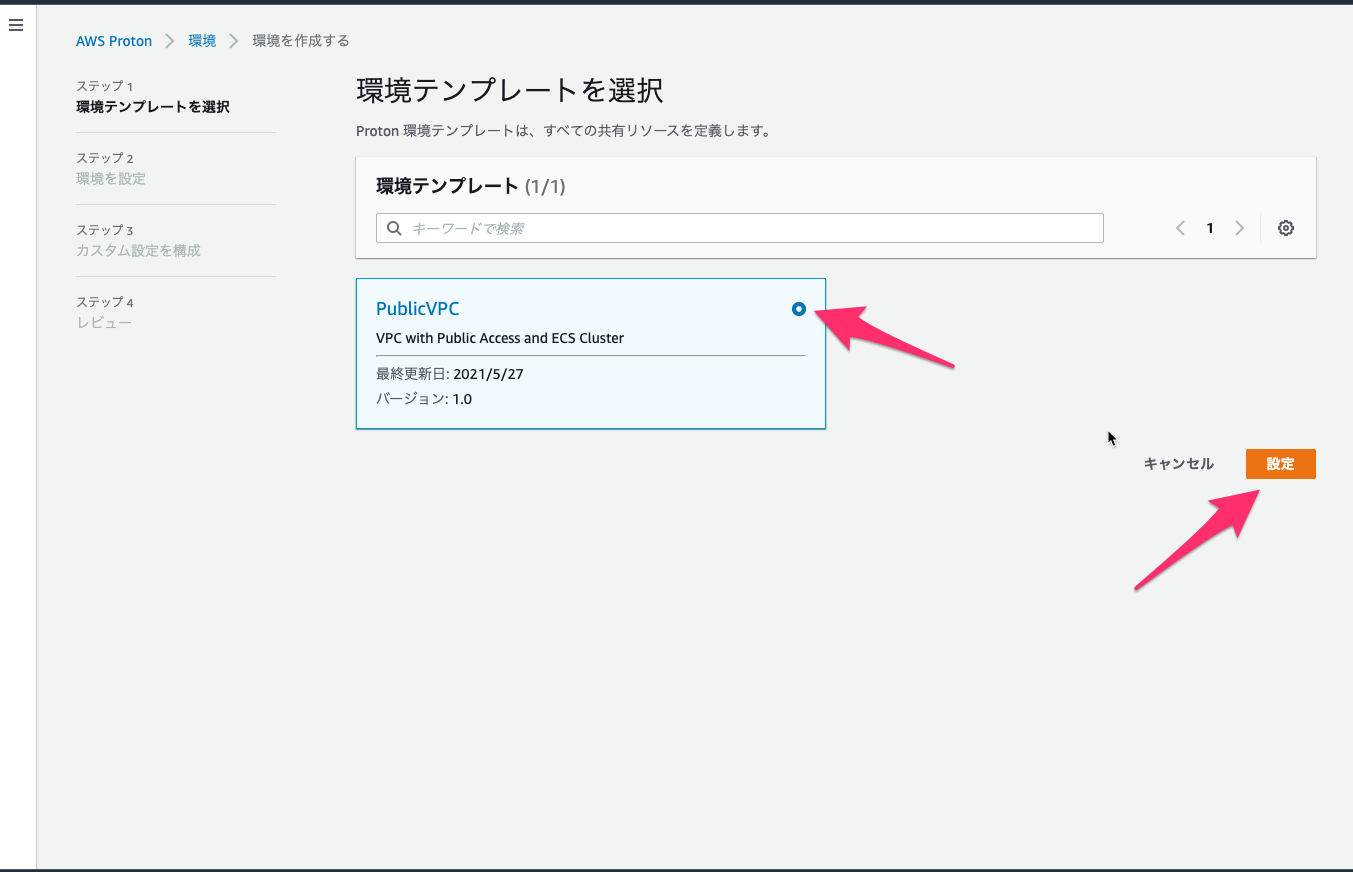 AWS Proton 環境 環境を作成する
ステップ 1
環境テンプレートを選択
ステップ 2
環境を設定
ステップ 3
カスタム設定を構成
ステップ 4
レビュー
環境テンプレートを選択
Proton 環境テンプレートは、すべての共有リソースを定義します。
環境テンプレート (1/1)
キーワードで検索
1
PublicVPC
VPC with Public Access and ECS Cluster
最終更新日: 2021/5/27
バージョン: 1.0
キャンセル 設定